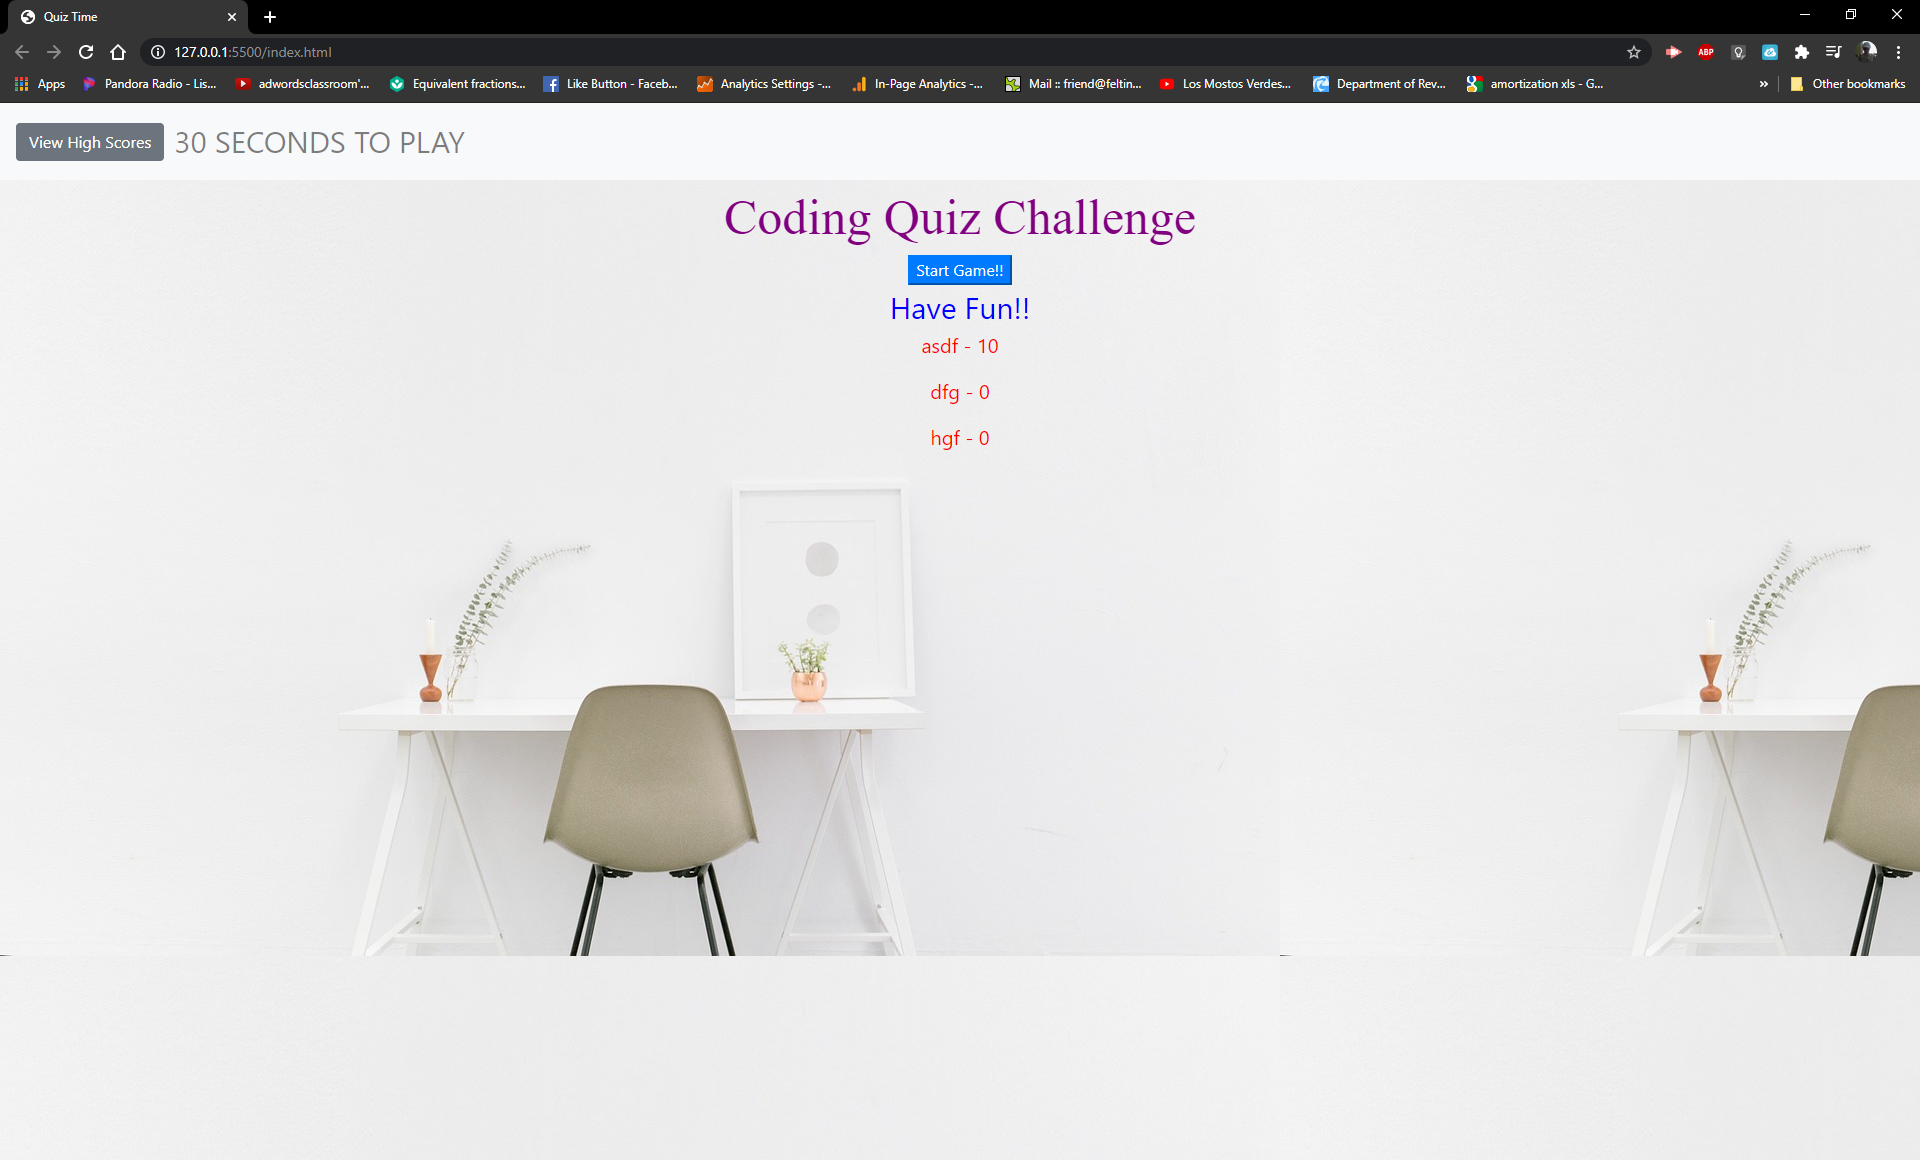 Quiz Time
127.0.0.1:5500/index.html
ABP
Apps
Pandora Radio - Lis...
adwordsclassroom'...
Equivalent fractions...
Like Button - Faceb...
Analytics Settings -...
In-Page Analytics -...
Mail :: friend@feltin...
Los Mostos Verdes...
Department of Rev...
amortization xls - G...
»
Other bookmarks
View High Scores
30 SECONDS TO PLAY
Coding Quiz Challenge
Start Game!!
Have Fun!!
asdf - 10
dfg - 0
hgf - 0